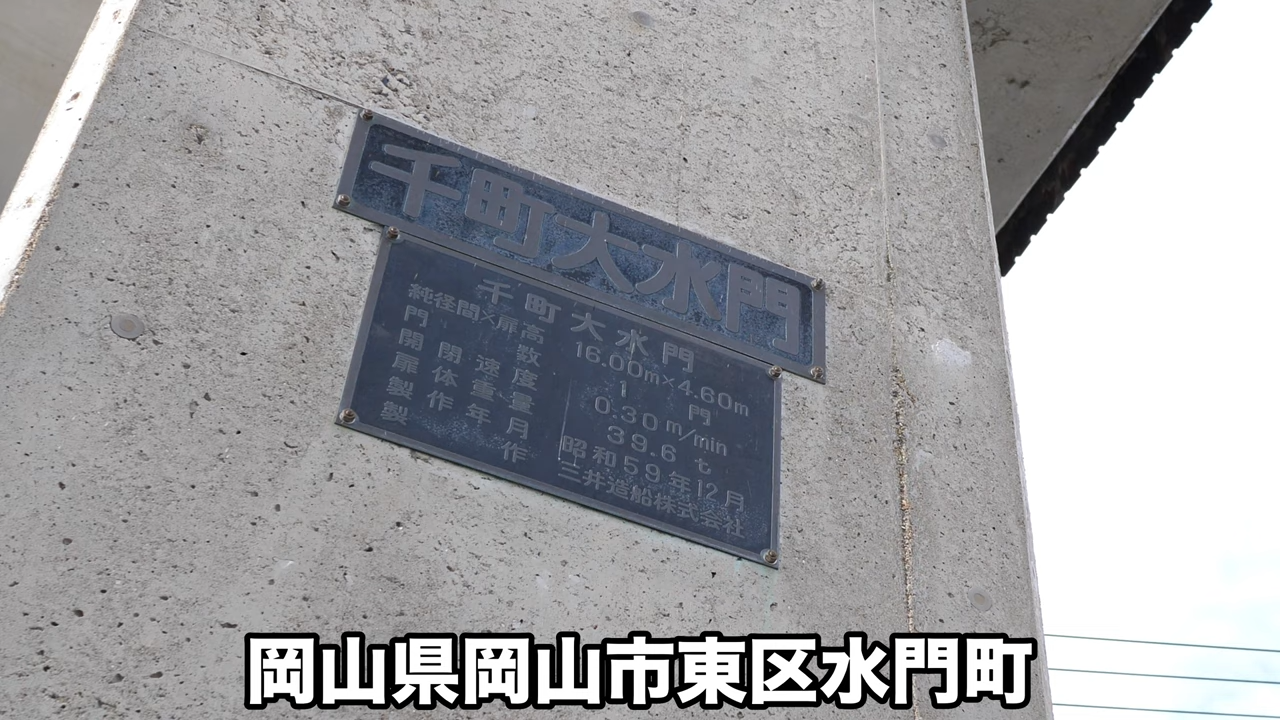 千町大水門
千町大水門
純径間×扉高 16.00m×4.60m
門数 1門
開閉速度 0.30m/min
扉体重量 39.6t
製作年月 昭和59年12月
製作 三井造船株式会社
岡山県岡山市東区水門町